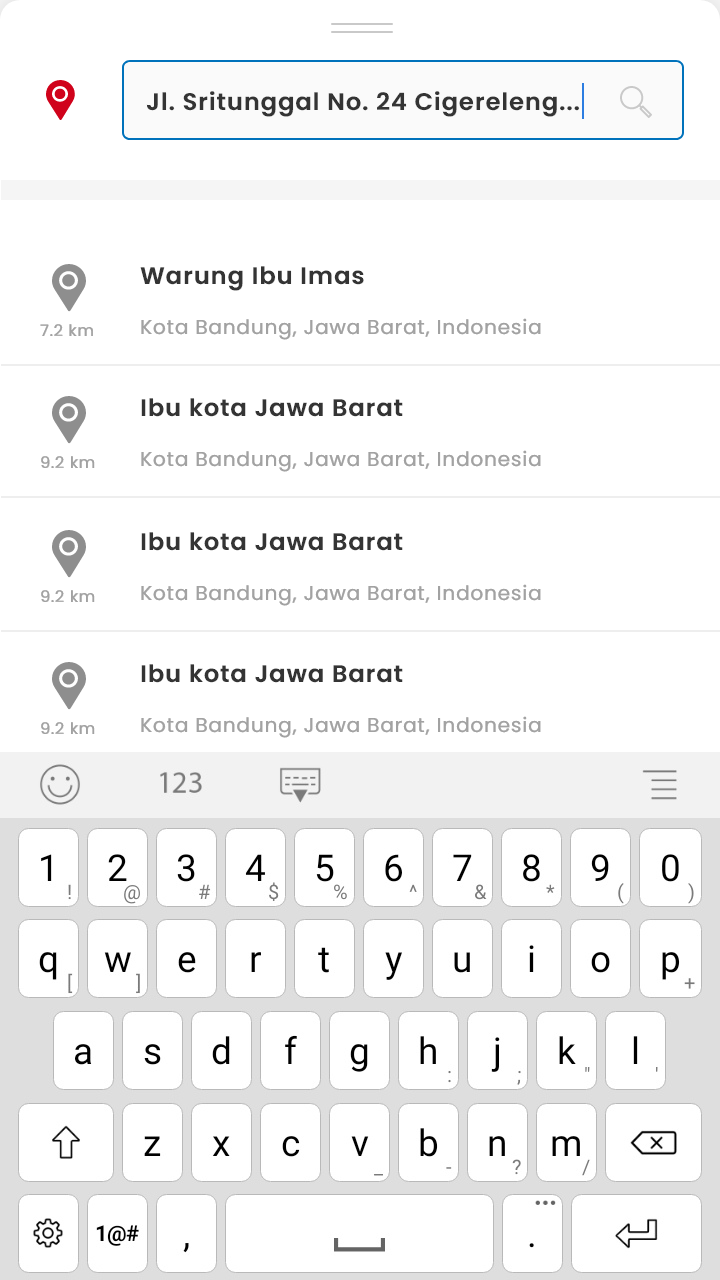 Jl. Sritunggal No. 24 Cigereleng...
Warung Ibu Imas
7.2 km
Kota Bandung, Jawa Barat, Indonesia
Ibu kota Jawa Barat
9.2 km
Kota Bandung, Jawa Barat, Indonesia
Ibu kota Jawa Barat
9.2 km
Kota Bandung, Jawa Barat, Indonesia
Ibu kota Jawa Barat
9.2 km
Kota Bandung, Jawa Barat, Indonesia
123
1 ! 2 @ 3 # 4 $ 5 % 6 ^ 7 & 8 * 9 ( 0 )
q [ w ] e r t y u i o p +
a s d f g h : j ; k " l '
z x c v _ b - n ? m /
1@# , . •••